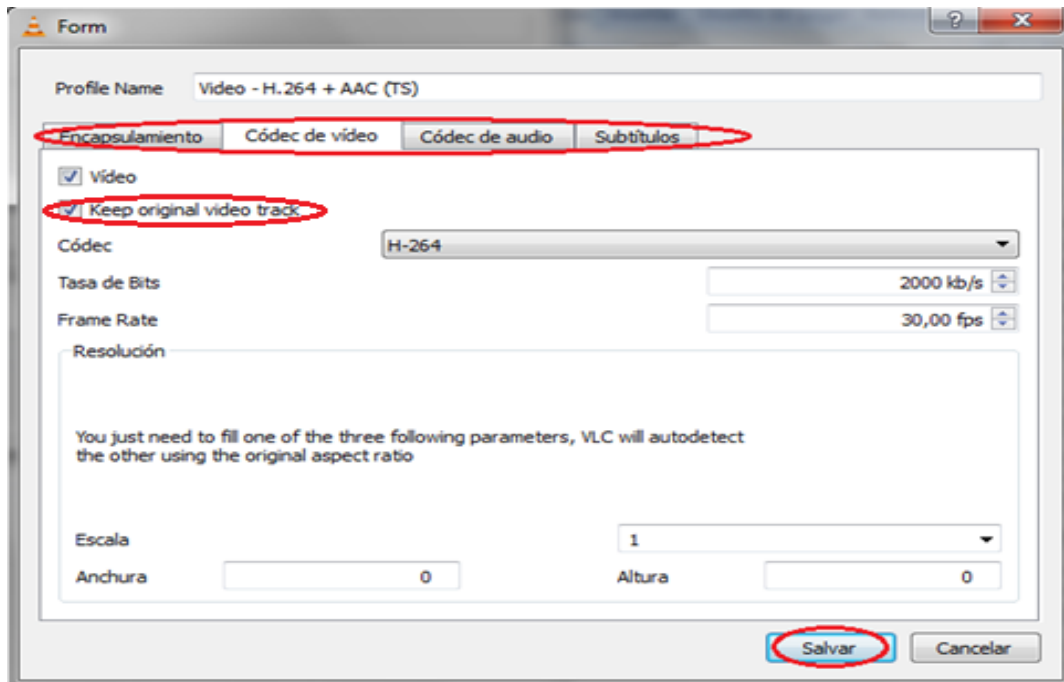 Form
Profile Name Video - H.264 + AAC (TS)
Encapsulamiento Códec de vídeo Códec de audio Subtítulos
Vídeo
Keep original video track
Códec H-264
Tasa de Bits 2000 kb/s
Frame Rate 30,00 fps
Resolución
You just need to fill one of the three following parameters, VLC will autodetect
the other using the original aspect ratio
Escala 1
Anchura 0 Altura 0
Salvar Cancelar